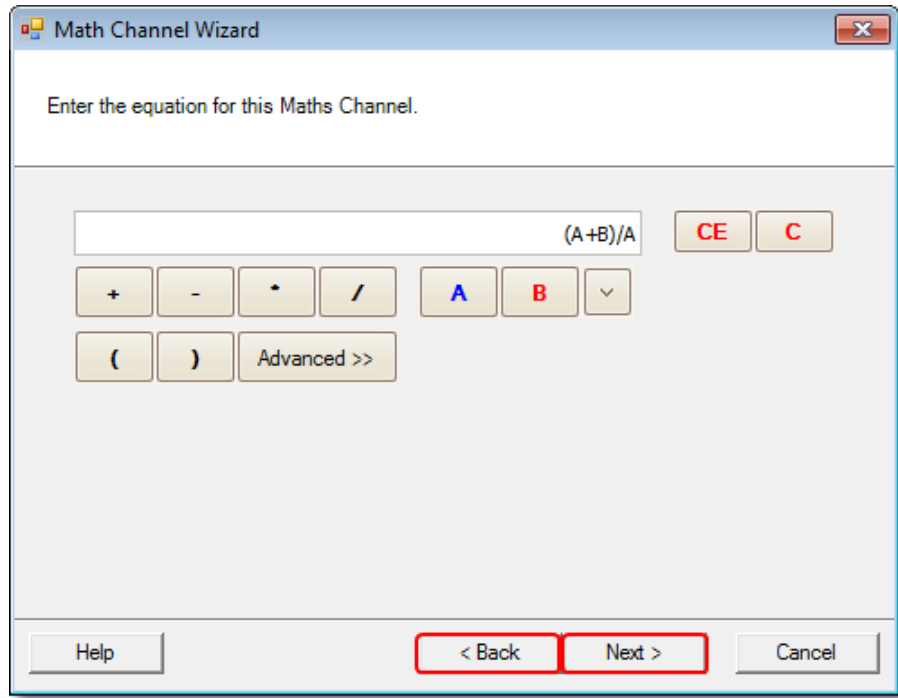 Math Channel Wizard
Enter the equation for this Maths Channel.
(A+B)/A CE C
+ - * / A B
( ) Advanced >>
Help < Back Next > Cancel